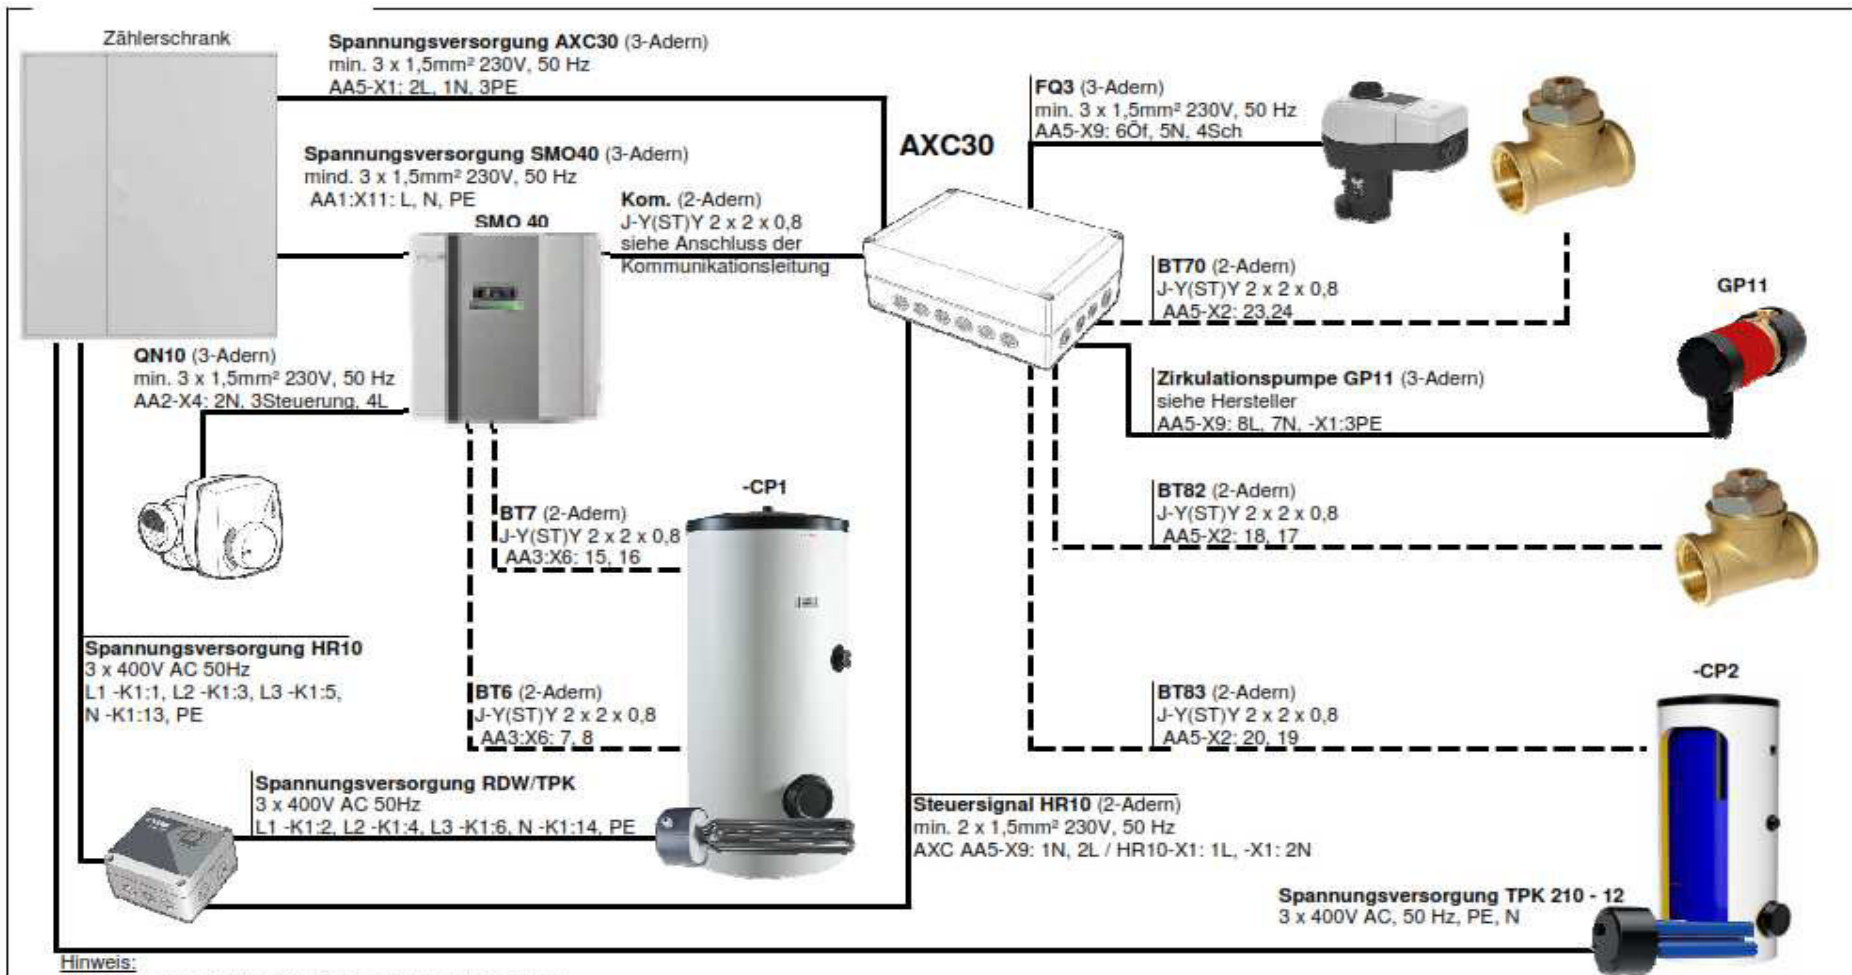 Zählerschrank
Spannungsversorgung AXC30 (3-Adern)
min. 3 x 1,5mm² 230V, 50 Hz
AA5-X1: 2L, 1N, 3PE
Spannungsversorgung SMO40 (3-Adern)
mind. 3 x 1,5mm² 230V, 50 Hz
AA1:X11: L, N, PE
SMO 40
Kom. (2-Adern)
J-Y(ST)Y 2 x 2 x 0,8
siehe Anschluss der
Kommunikationsleitung
AXC30
FQ3 (3-Adern)
min. 3 x 1,5mm² 230V, 50 Hz
AA5-X9: 6Öf, 5N, 4Sch
BT70 (2-Adern)
J-Y(ST)Y 2 x 2 x 0,8
AA5-X2: 23,24
GP11
QN10 (3-Adern)
min. 3 x 1,5mm² 230V, 50 Hz
AA2-X4: 2N, 3Steuerung, 4L
Zirkulationspumpe GP11 (3-Adern)
siehe Hersteller
AA5-X9: 8L, 7N, -X1:3PE
-CP1
BT7 (2-Adern)
J-Y(ST)Y 2 x 2 x 0,8
AA3:X6: 15, 16
BT82 (2-Adern)
J-Y(ST)Y 2 x 2 x 0,8
AA5-X2: 18, 17
Spannungsversorgung HR10
3 x 400V AC 50Hz
L1 -K1:1, L2 -K1:3, L3 -K1:5,
N -K1:13, PE
BT6 (2-Adern)
J-Y(ST)Y 2 x 2 x 0,8
AA3:X6: 7, 8
BT83 (2-Adern)
J-Y(ST)Y 2 x 2 x 0,8
AA5-X2: 20, 19
-CP2
Spannungsversorgung RDW/TPK
3 x 400V AC 50Hz
L1 -K1:2, L2 -K1:4, L3 -K1:6, N -K1:14, PE
Steuersignal HR10 (2-Adern)
min. 2 x 1,5mm² 230V, 50 Hz
AXC AA5-X9: 1N, 2L / HR10-X1: 1L, -X1: 2N
Spannungsversorgung TPK 210 - 12
3 x 400V AC, 50 Hz, PE, N
Hinweis: